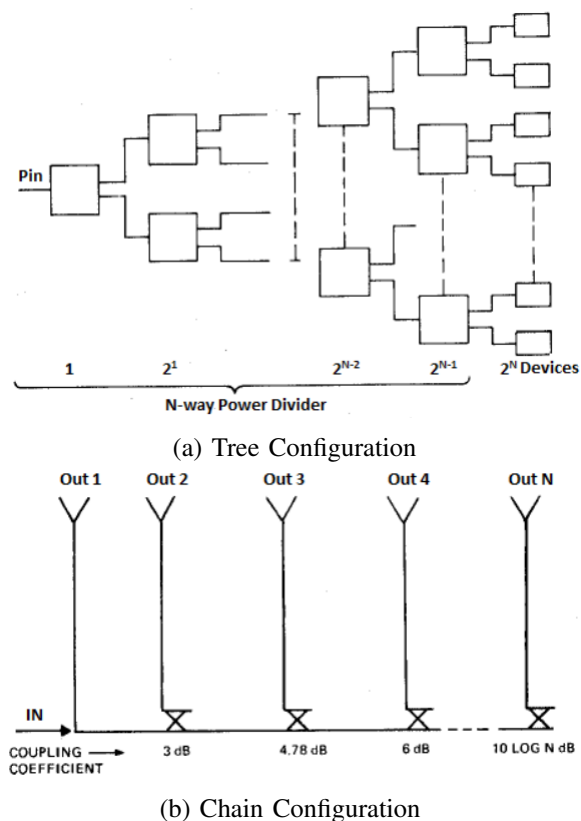 Pin
1 2¹ 2ᴺ⁻² 2ᴺ⁻¹ 2ᴺ Devices
N-way Power Divider
(a) Tree Configuration
Out 1 Out 2 Out 3 Out 4 Out N
IN
COUPLING COEFFICIENT 3 dB 4.78 dB 6 dB 10 LOG N dB
(b) Chain Configuration